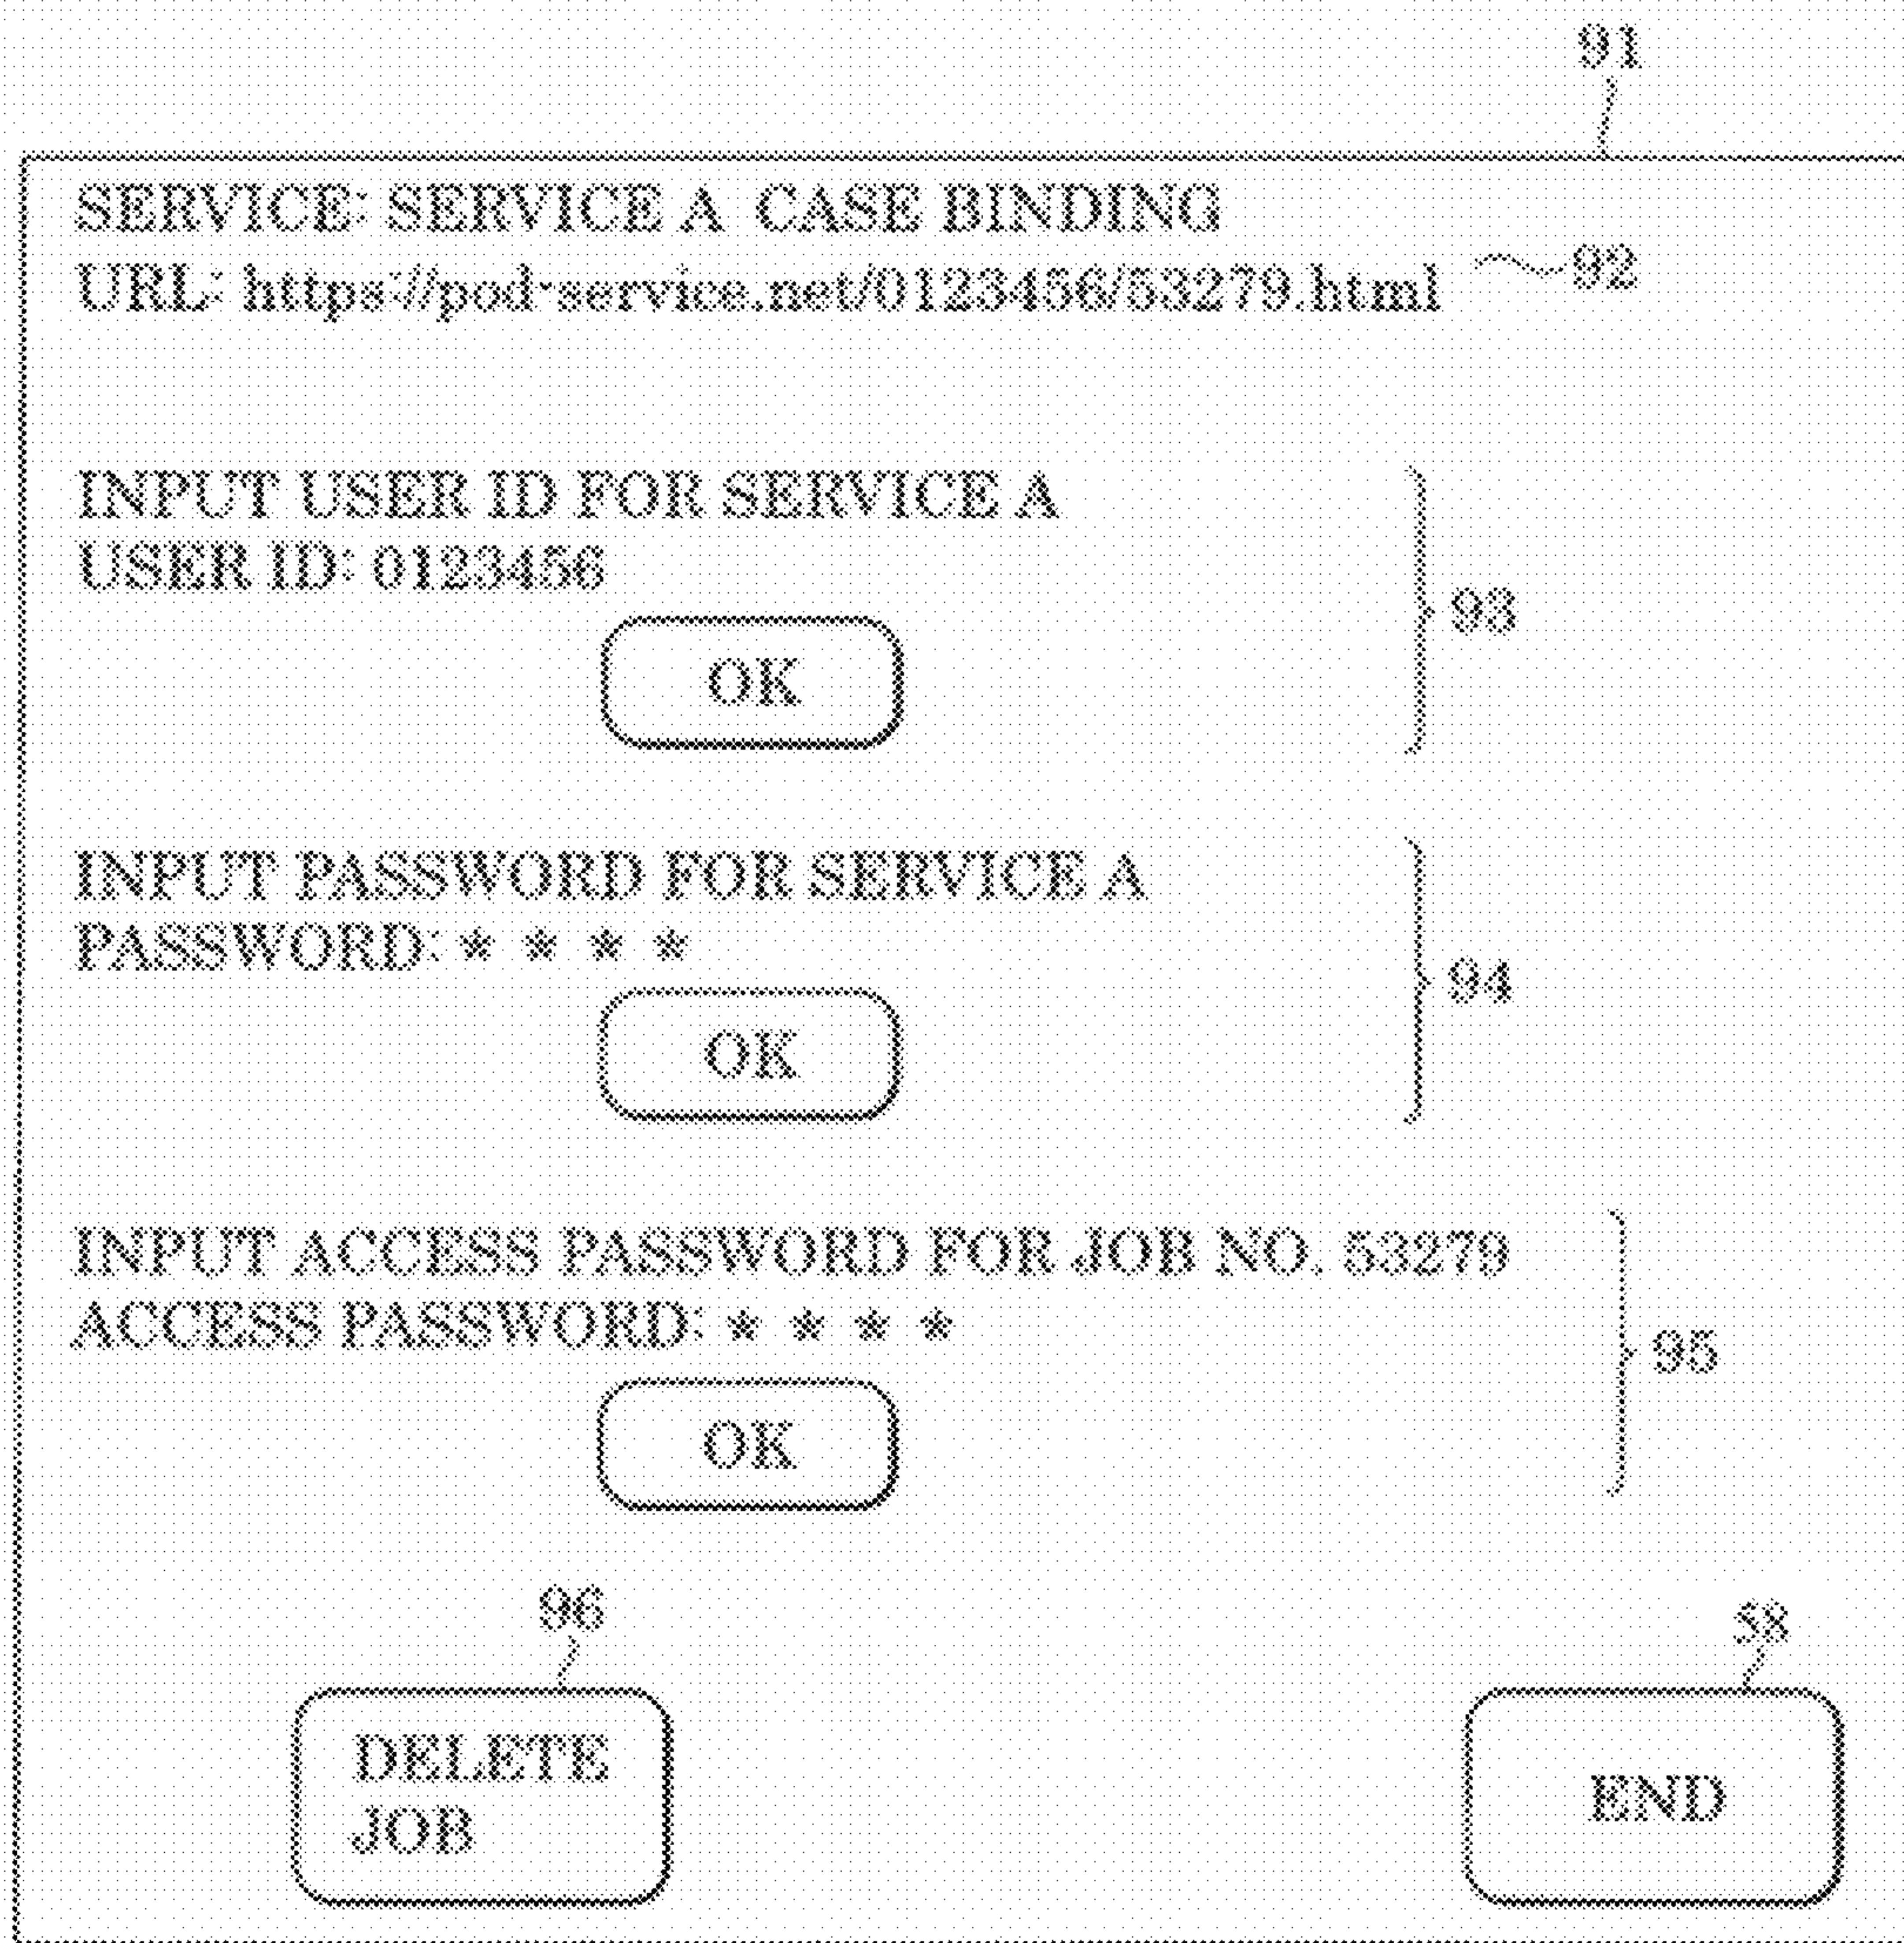 91
SERVICE: SERVICE A CASE BINDING
URL: https://pod-service.net/0123456/53279.html
92
INPUT USER ID FOR SERVICE A
USER ID: 0123456
OK
93
INPUT PASSWORD FOR SERVICE A
PASSWORD: * * * *
OK
94
INPUT ACCESS PASSWORD FOR JOB NO. 53279
ACCESS PASSWORD: * * * *
OK
95
96
58
DELETE
JOB
END